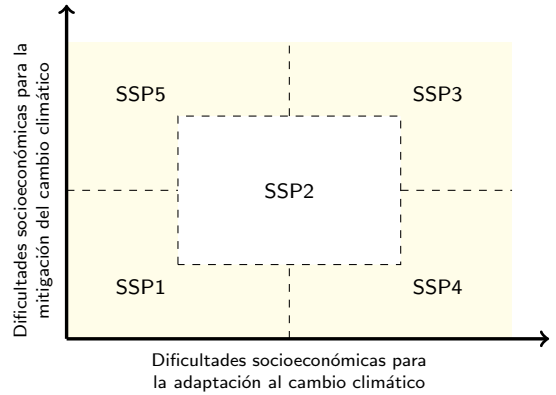 Dificultades socioeconómicas para la
mitigación del cambio climático
SSP5
SSP3
SSP2
SSP1
SSP4
Dificultades socioeconómicas para
la adaptación al cambio climático